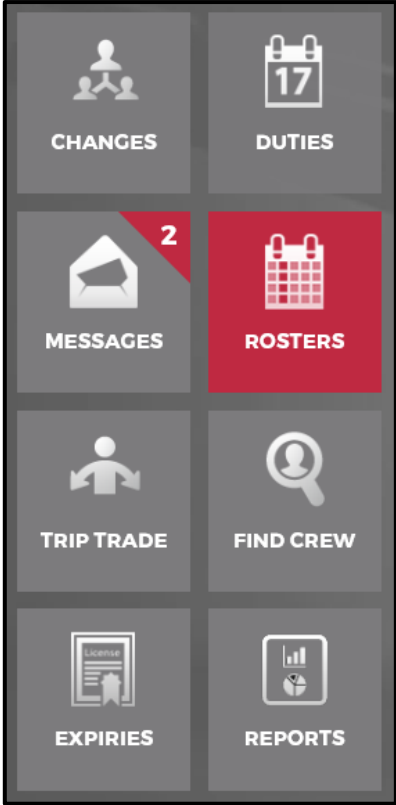 CHANGES
17
DUTIES
2
MESSAGES
ROSTERS
TRIP TRADE
FIND CREW
License
EXPIRIES
REPORTS